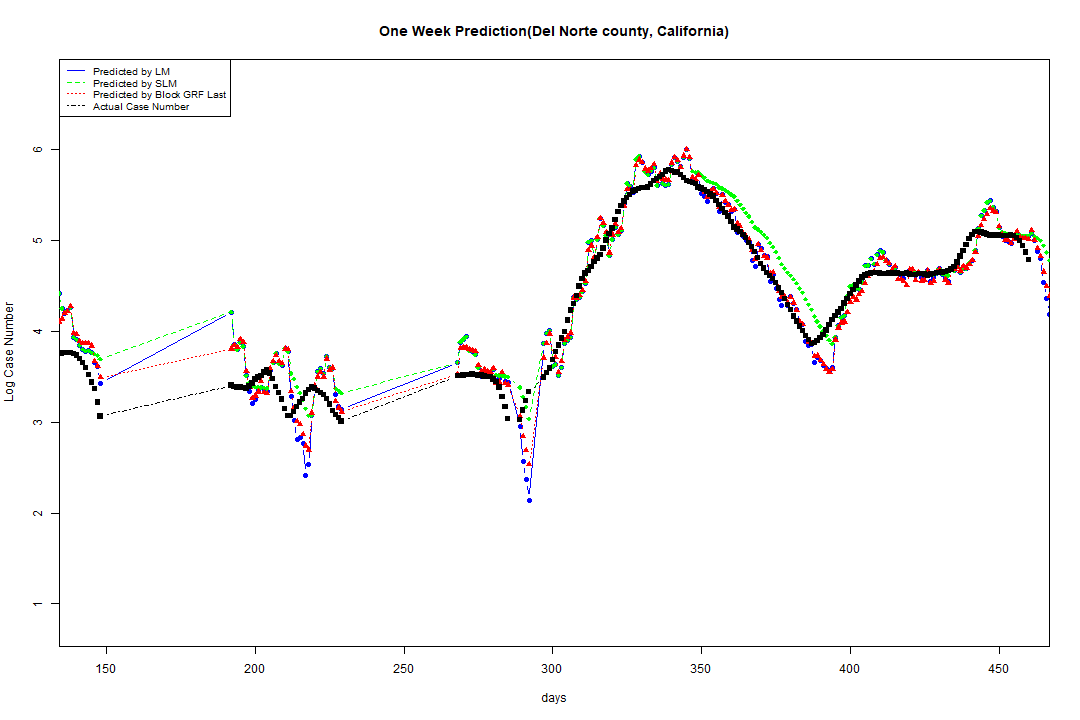 One Week Prediction(Del Norte county, California)
Predicted by LM
Predicted by SLM
Predicted by Block GRF Last
Actual Case Number
Log Case Number
6
5
4
3
2
1
150 200 250 300 350 400 450
days